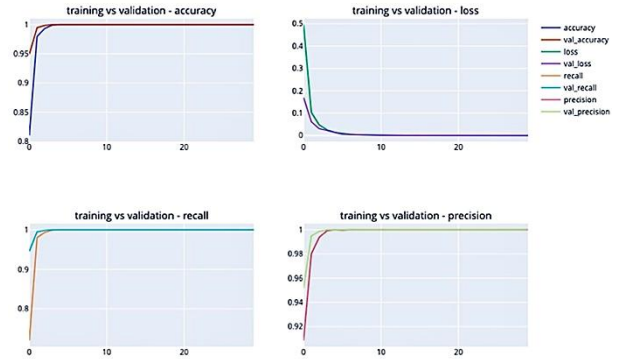 training vs validation - accuracy
1
0.95
0.9
0.85
0.8
0
10
20
training vs validation - loss
0.5
0.4
0.3
0.2
0.1
0
0
10
20
accuracy
val_accuracy
loss
val_loss
recall
val_recall
precision
val_precision
training vs validation - recall
1
0.9
0.8
0
10
20
training vs validation - precision
1
0.98
0.96
0.94
0.92
0
10
20